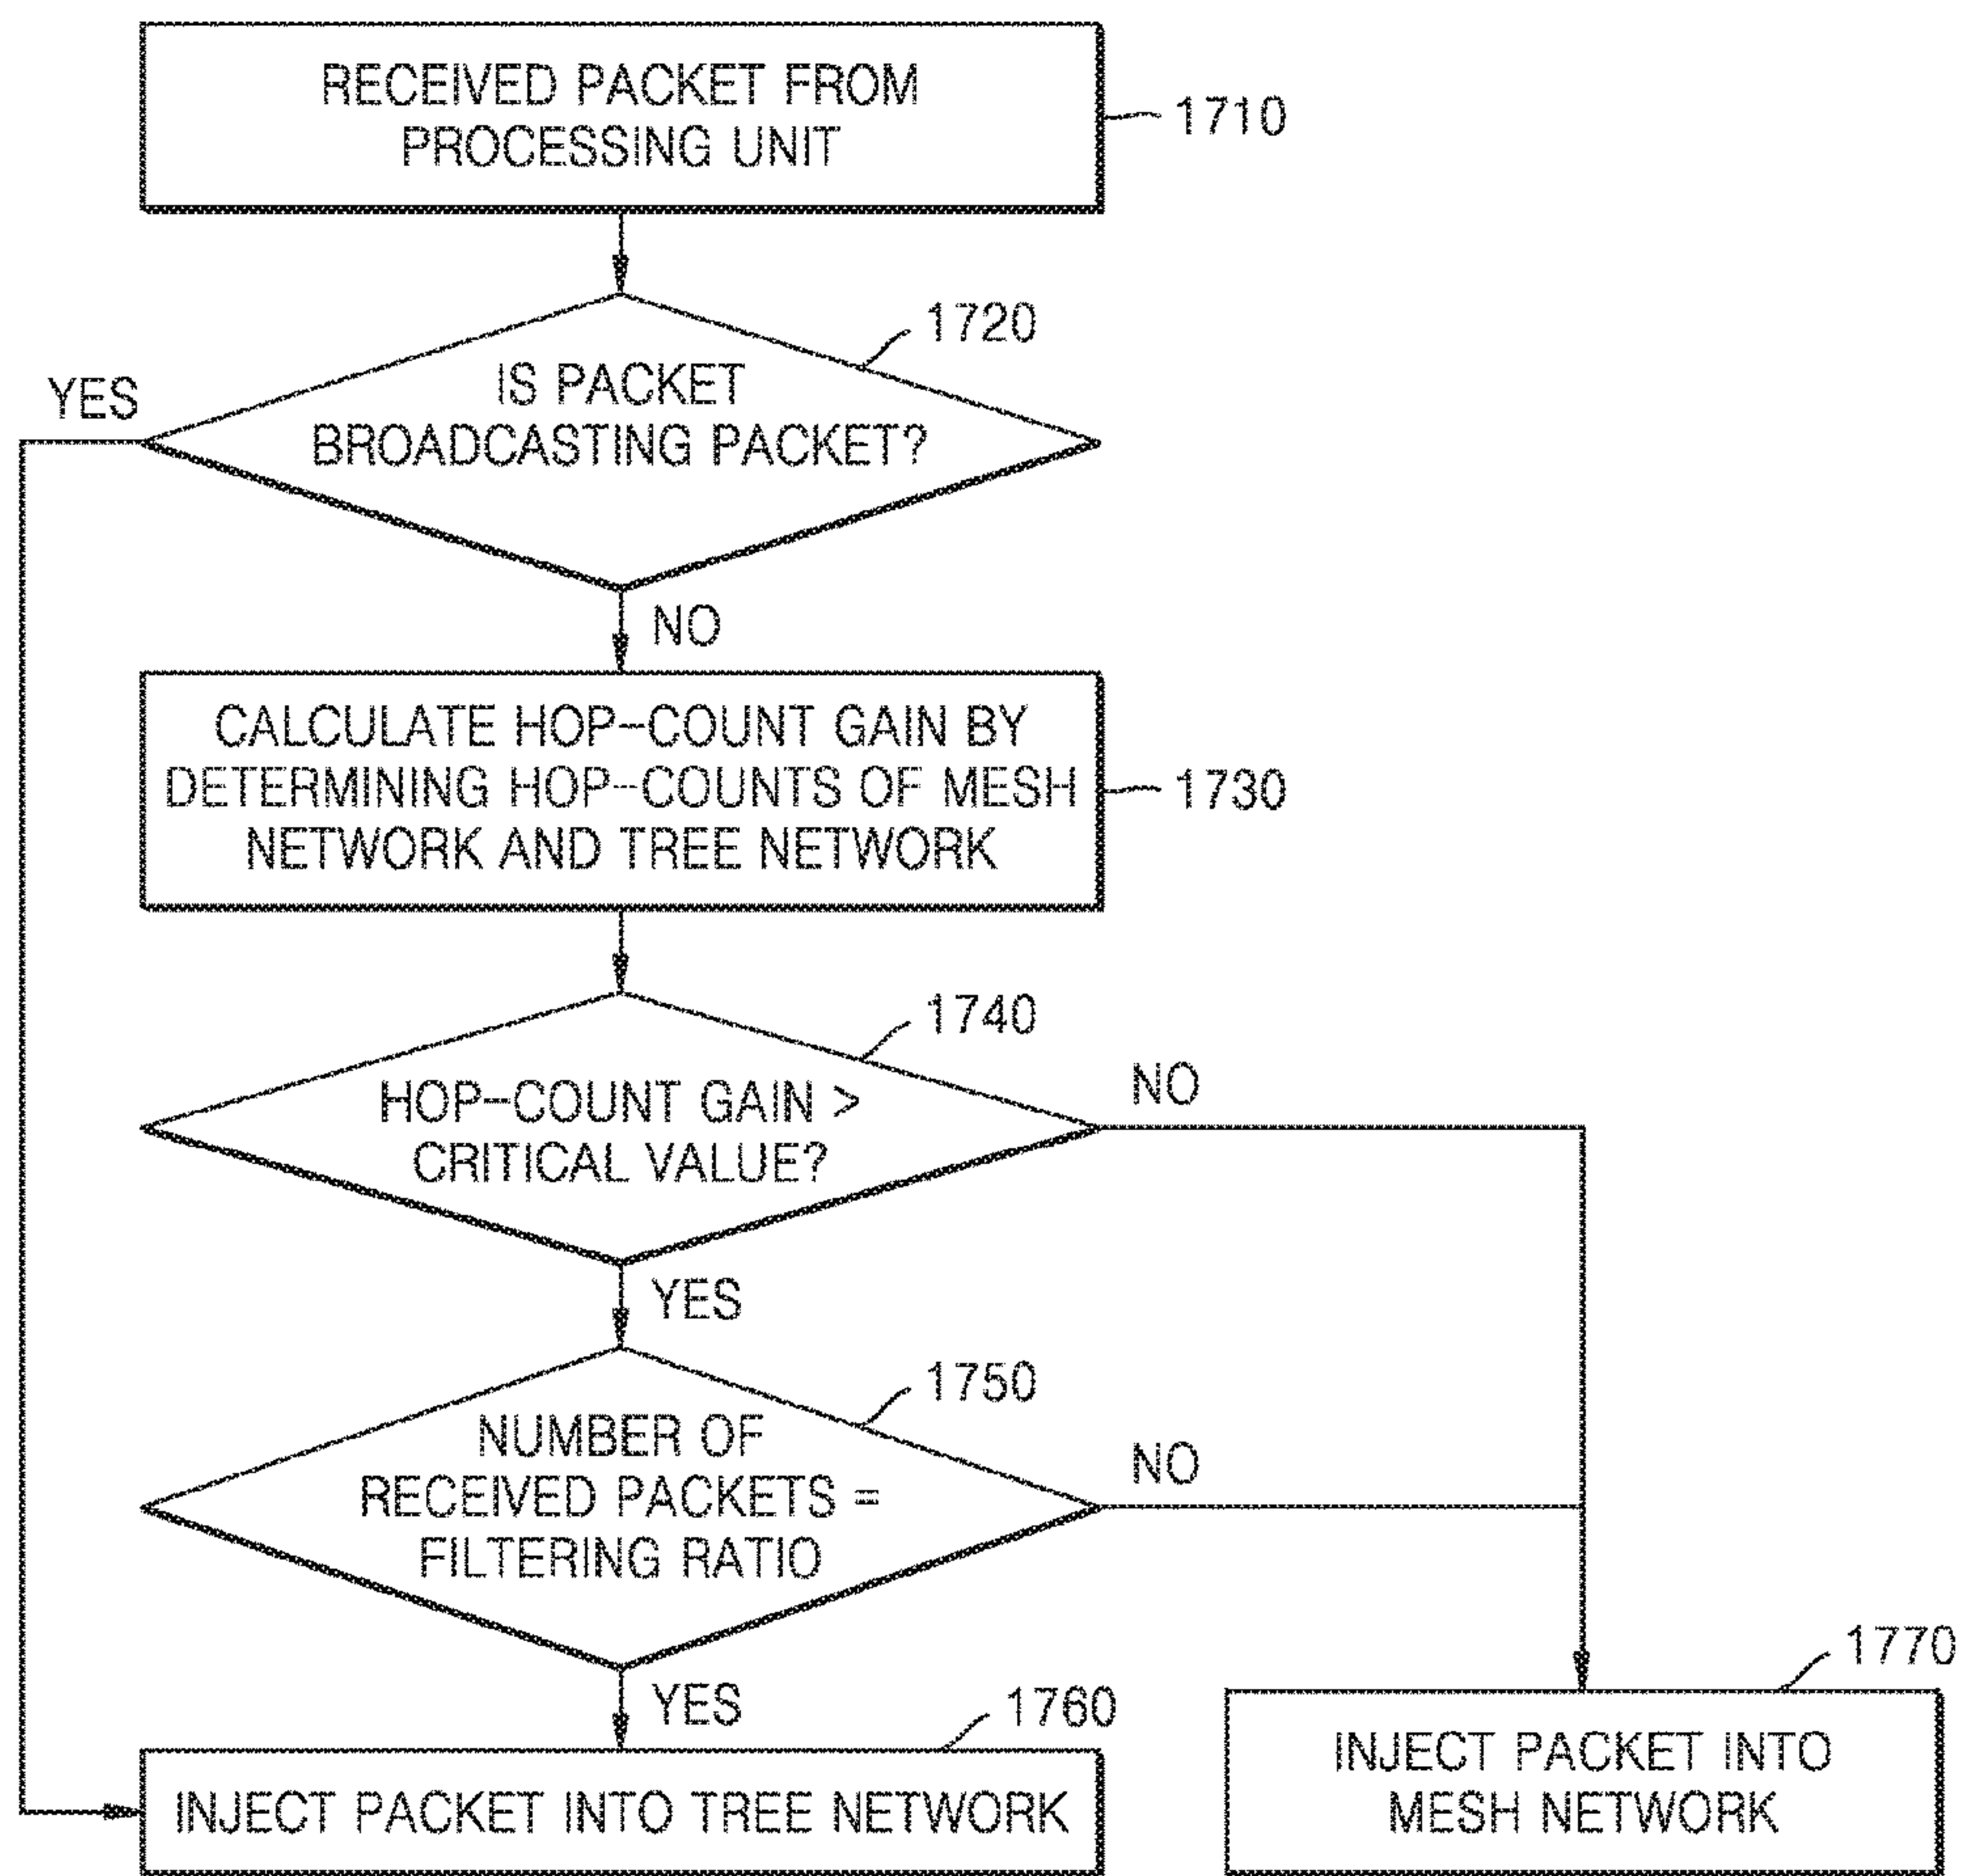 RECEIVED PACKET FROM
PROCESSING UNIT
1710
1720
IS PACKET
BROADCASTING PACKET?
YES
NO
CALCULATE HOP-COUNT GAIN BY
DETERMINING HOP-COUNTS OF MESH
NETWORK AND TREE NETWORK
1730
1740
HOP-COUNT GAIN >
CRITICAL VALUE?
NO
YES
1750
NUMBER OF
RECEIVED PACKETS =
FILTERING RATIO
NO
YES
1760
INJECT PACKET INTO TREE NETWORK
1770
INJECT PACKET INTO
MESH NETWORK